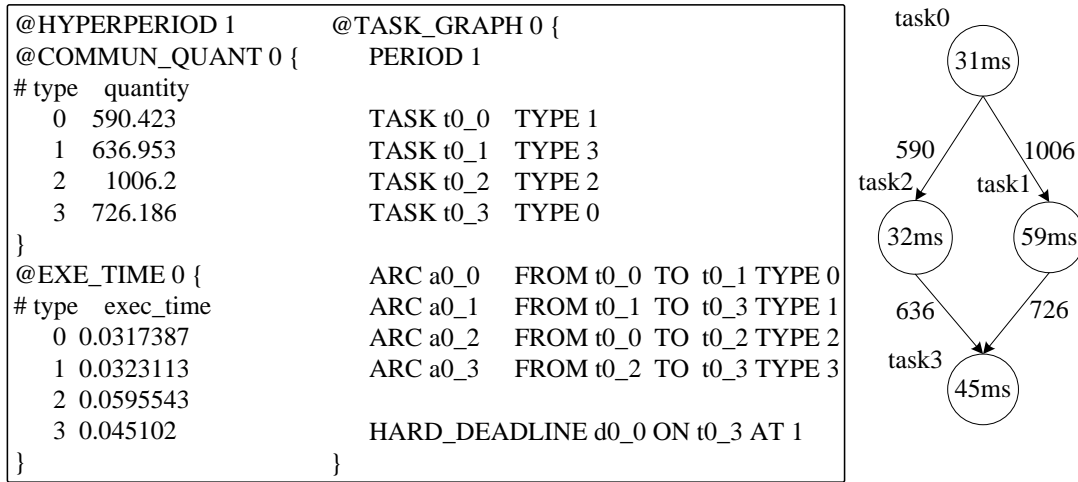 @HYPERPERIOD 1
@COMMUN_QUANT 0 {
# type quantity
0 590.423
1 636.953
2 1006.2
3 726.186
}
@EXE_TIME 0 {
# type exec_time
0 0.0317387
1 0.0323113
2 0.0595543
3 0.045102
}
@TASK_GRAPH 0 {
PERIOD 1
TASK t0_0 TYPE 1
TASK t0_1 TYPE 3
TASK t0_2 TYPE 2
TASK t0_3 TYPE 0
ARC a0_0 FROM t0_0 TO t0_1 TYPE 0
ARC a0_1 FROM t0_1 TO t0_3 TYPE 1
ARC a0_2 FROM t0_0 TO t0_2 TYPE 2
ARC a0_3 FROM t0_2 TO t0_3 TYPE 3
HARD_DEADLINE d0_0 ON t0_3 AT 1
}
task0
31ms
590 1006
task2 task1
32ms 59ms
636 726
task3
45ms